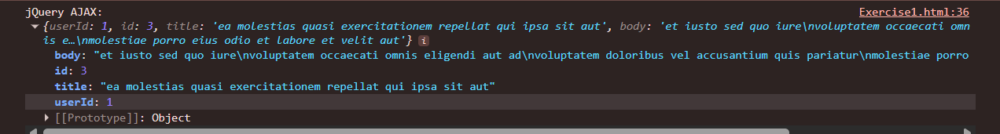 jQuery AJAX: Exercise1.html:36
{userId: 1, id: 3, title: 'ea molestias quasi exercitationem repellat qui ipsa sit aut', body: 'et iusto sed quo iure\nvoluptatem occaecati omn
is e…\nmolestiae porro eius odio et labore et velit aut'} i
body: "et iusto sed quo iure\nvoluptatem occaecati omnis eligendi aut ad\nvoluptatem doloribus vel accusantium quis pariatur\nmolestiae porro
id: 3
title: "ea molestias quasi exercitationem repellat qui ipsa sit aut"
userId: 1
[[Prototype]]: Object